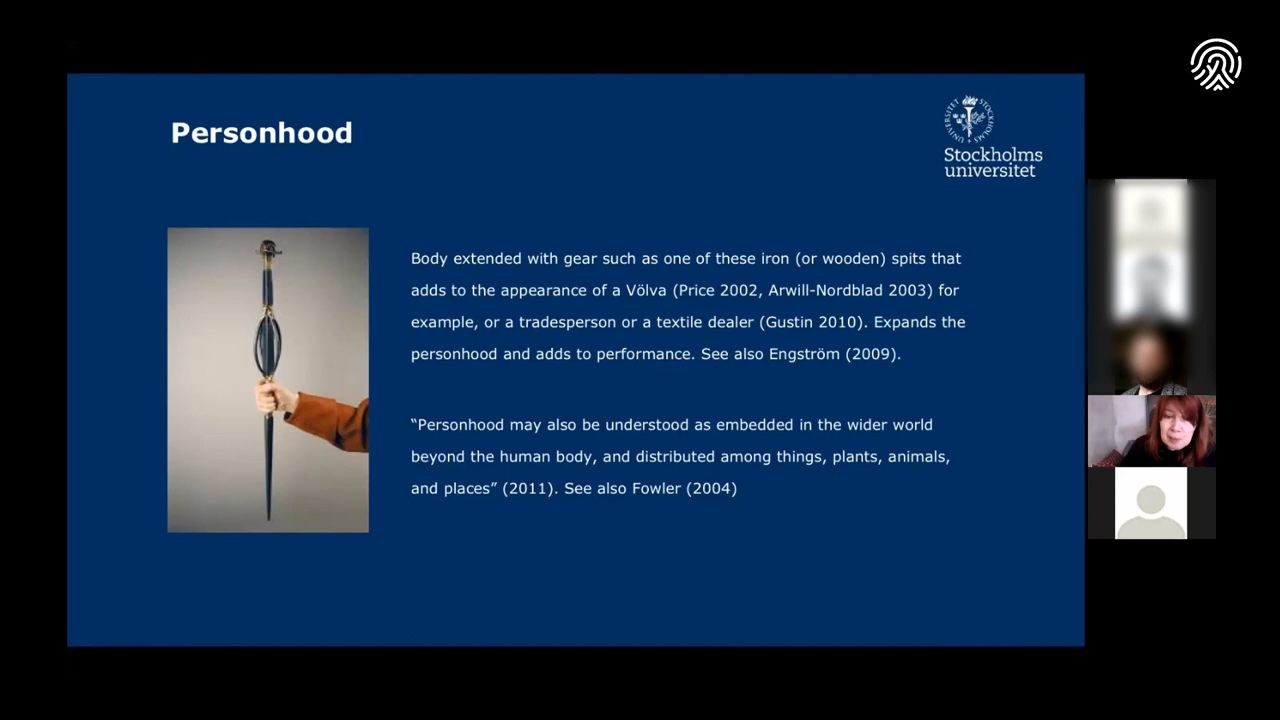 Personhood
STOCKHOLMS UNIVERSITET
Stockholms
universitet
Body extended with gear such as one of these iron (or wooden) spits that
adds to the appearance of a Völva (Price 2002, Arwill-Nordblad 2003) for
example, or a tradesperson or a textile dealer (Gustin 2010). Expands the
personhood and adds to performance. See also Engström (2009).
“Personhood may also be understood as embedded in the wider world
beyond the human body, and distributed among things, plants, animals,
and places” (2011). See also Fowler (2004)